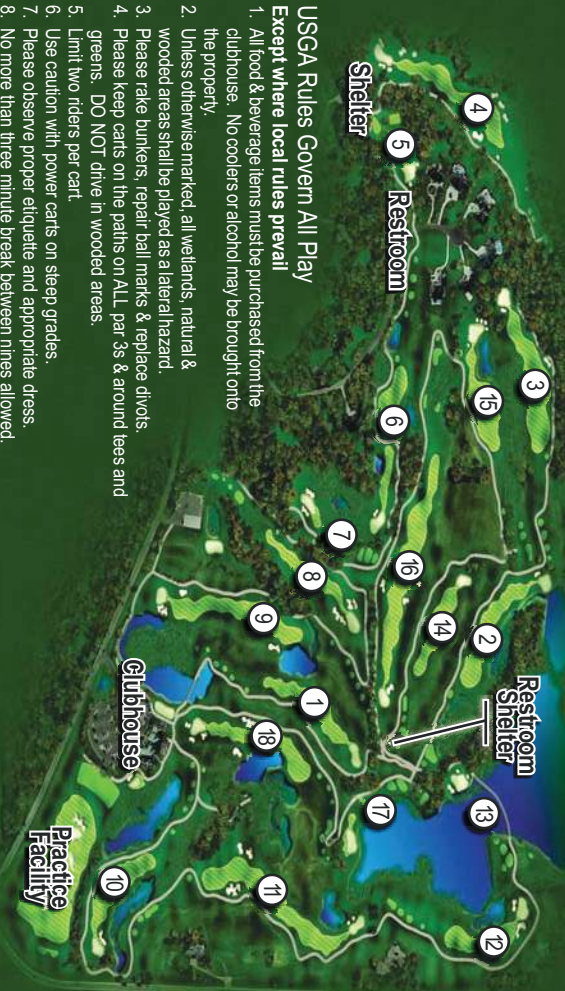 USGA Rules Govern All Play
Except where local rules prevail
1. All food & beverage items must be purchased from the
clubhouse. No coolers or alcohol may be brought onto
the property.
2. Unless otherwise marked, all wetlands, natural &
wooded areas shall be played as a lateral hazard.
3. Please rake bunkers, repair ball marks & replace divots.
4. Please keep carts on the paths on ALL par 3s & around tees and
greens. DO NOT drive in wooded areas.
5. Limit two riders per cart.
6. Use caution with power carts on steep grades.
7. Please observe proper etiquette and appropriate dress.
8. No more than three minute break between nines allowed.
4
Shelter
5
Restroom
3
15
6
7
16
8
14
2
9
Restroom
Shelter
1
Clubhouse
18
17
13
Practice
Facility
10
11
12